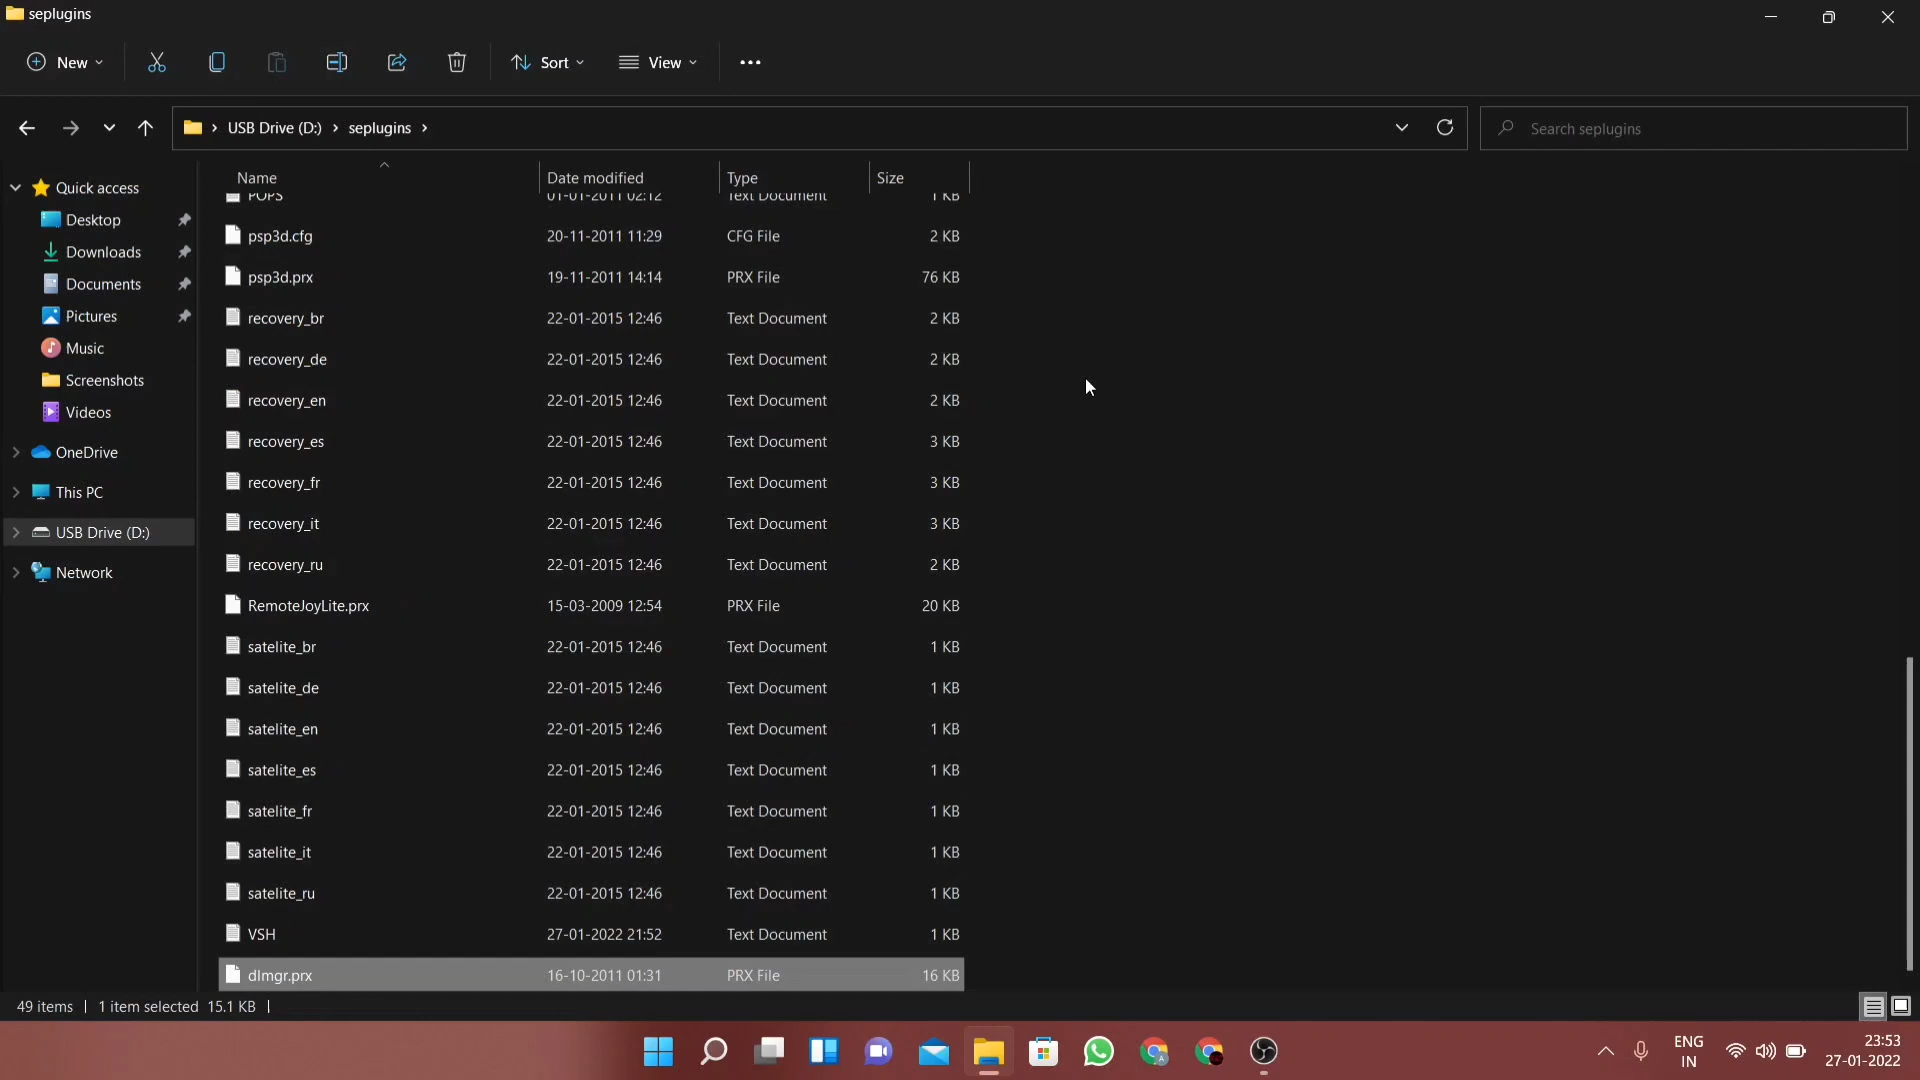 seplugins
New
Sort
View
USB Drive (D:)
seplugins
Search seplugins
Quick access
Desktop
Downloads
Documents
Pictures
Music
Screenshots
Videos
OneDrive
This PC
USB Drive (D:)
Network
Name Date modified Type Size
POPS 01-01-2011 02:12 Text Document 1 KB
psp3d.cfg 20-11-2011 11:29 CFG File 2 KB
psp3d.prx 19-11-2011 14:14 PRX File 76 KB
recovery_br 22-01-2015 12:46 Text Document 2 KB
recovery_de 22-01-2015 12:46 Text Document 2 KB
recovery_en 22-01-2015 12:46 Text Document 2 KB
recovery_es 22-01-2015 12:46 Text Document 3 KB
recovery_fr 22-01-2015 12:46 Text Document 3 KB
recovery_it 22-01-2015 12:46 Text Document 3 KB
recovery_ru 22-01-2015 12:46 Text Document 2 KB
RemoteJoyLite.prx 15-03-2009 12:54 PRX File 20 KB
satelite_br 22-01-2015 12:46 Text Document 1 KB
satelite_de 22-01-2015 12:46 Text Document 1 KB
satelite_en 22-01-2015 12:46 Text Document 1 KB
satelite_es 22-01-2015 12:46 Text Document 1 KB
satelite_fr 22-01-2015 12:46 Text Document 1 KB
satelite_it 22-01-2015 12:46 Text Document 1 KB
satelite_ru 22-01-2015 12:46 Text Document 1 KB
VSH 27-01-2022 21:52 Text Document 1 KB
dlmgr.prx 16-10-2011 01:31 PRX File 16 KB
49 items 1 item selected 15.1 KB
ENG
IN
23:53
27-01-2022